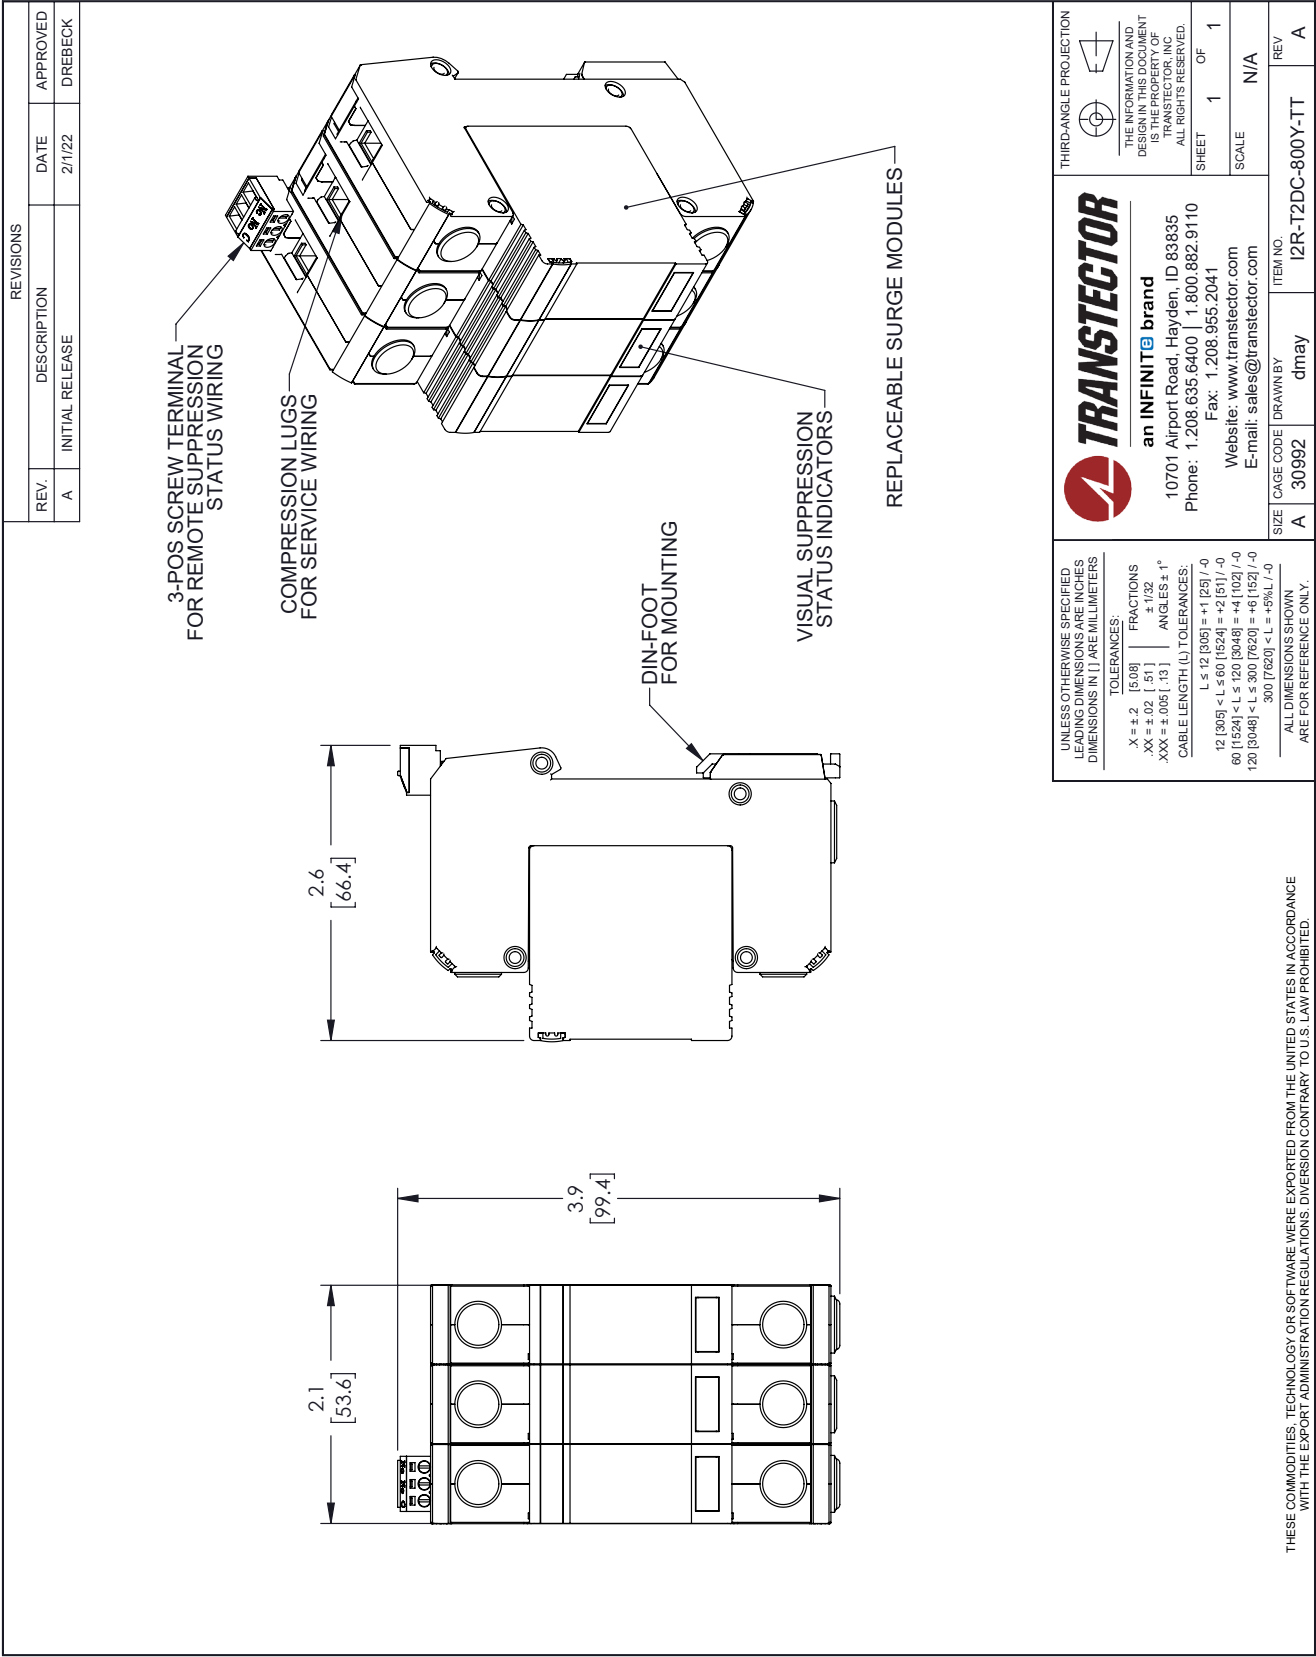 REVISIONS
REV. DESCRIPTION DATE APPROVED
A INITIAL RELEASE 2/1/22 DREBECK
3-POS SCREW TERMINAL
FOR REMOTE SUPPRESSION
STATUS WIRING
COMPRESSION LUGS
FOR SERVICE WIRING
DIN-FOOT
FOR MOUNTING
VISUAL SUPPRESSION
STATUS INDICATORS
REPLACEABLE SURGE MODULES
2.1
[53.6]
3.9
[99.4]
2.6
[66.4]
UNLESS OTHERWISE SPECIFIED
LEADING DIMENSIONS ARE INCHES
DIMENSIONS IN [ ] ARE MILLIMETERS
TOLERANCES:
.X = ± .2 [5.08] FRACTIONS
.XX = ± .02 [ .51 ] ± 1/32
.XXX = ± .005 [ .13 ] ANGLES ± 1°
CABLE LENGTH (L) TOLERANCES:
L ≤ 12 [305] = +1 [25] / -0
12 [305] < L ≤ 60 [1524] = +2 [51] / -0
60 [1524] < L ≤ 120 [3048] = +4 [102] / -0
120 [3048] < L ≤ 300 [7620] = +6 [152] / -0
300 [7620] < L = +5%L / -0
ALL DIMENSIONS SHOWN
ARE FOR REFERENCE ONLY.
TRANSTECTOR
an INFINITe brand
10701 Airport Road, Hayden, ID 83835
Phone: 1.208.635.6400 | 1.800.882.9110
Fax: 1.208.955.2041
Website: www.transtector.com
E-mail: sales@transtector.com
THIRD-ANGLE PROJECTION
THE INFORMATION AND
DESIGN IN THIS DOCUMENT
IS THE PROPERTY OF
TRANSTECTOR, INC
ALL RIGHTS RESERVED.
SHEET 1 OF 1
SCALE N/A
SIZE A
CAGE CODE 30992
DRAWN BY dmay
ITEM NO. I2R-T2DC-800Y-TT
REV A
THESE COMMODITIES, TECHNOLOGY OR SOFTWARE WERE EXPORTED FROM THE UNITED STATES IN ACCORDANCE
WITH THE EXPORT ADMINISTRATION REGULATIONS. DIVERSION CONTRARY TO U.S. LAW PROHIBITED.